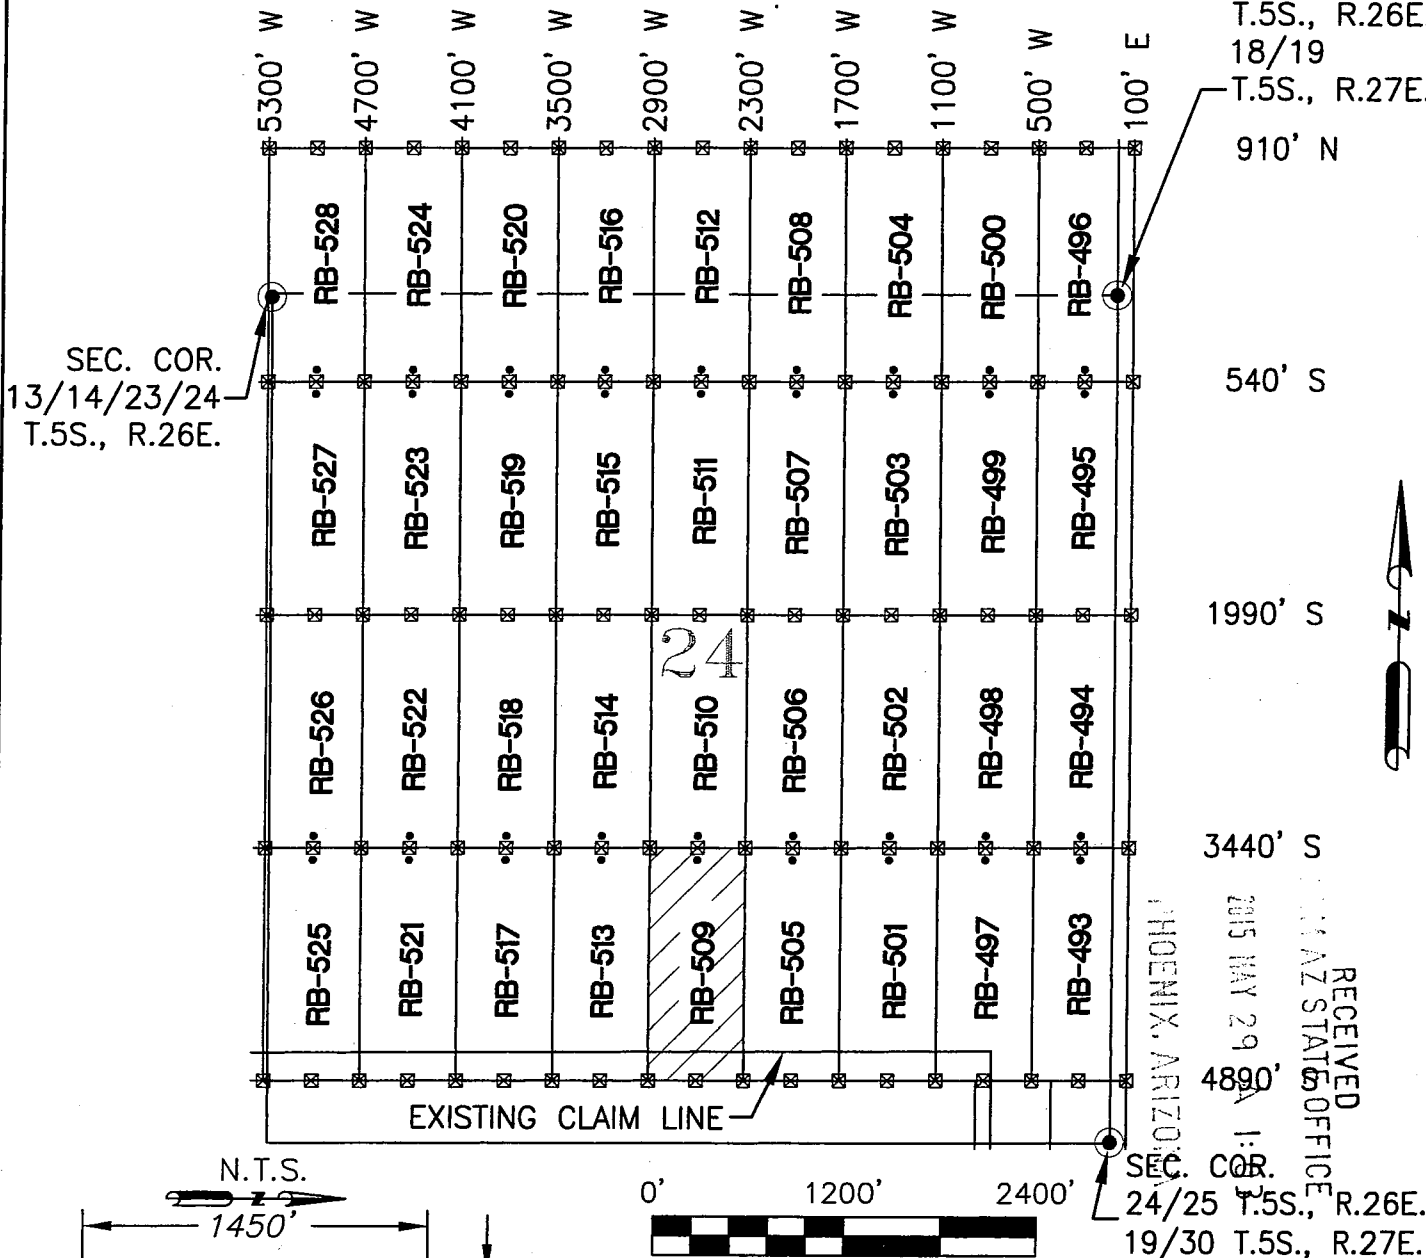 5300' W
4700' W
4100' W
3500' W
2900' W
2300' W
1700' W
1100' W
500' W
100' E
T.5S., R.26E
18/19
T.5S., R.27E.
910' N
RB-528
RB-524
RB-520
RB-516
RB-512
RB-508
RB-504
RB-500
RB-496
SEC. COR.
13/14/23/24
T.5S., R.26E.
540' S
RB-527
RB-523
RB-519
RB-515
RB-511
RB-507
RB-503
RB-499
RB-495
1990' S
24
RB-526
RB-522
RB-518
RB-514
RB-510
RB-506
RB-502
RB-498
RB-494
Z
3440' S
RB-525
RB-521
RB-517
RB-513
RB-509
RB-505
RB-501
RB-497
RB-493
RECEIVED
AZ STATE OFFICE
2015 MAY 29 A
PHOENIX, ARIZONA
4890' S
EXISTING CLAIM LINE
N.T.S.
Z
1450'
0' 1200' 2400'
SEC. COR.
24/25 T.5S., R.26E.
19/30 T.5S., R.27E.